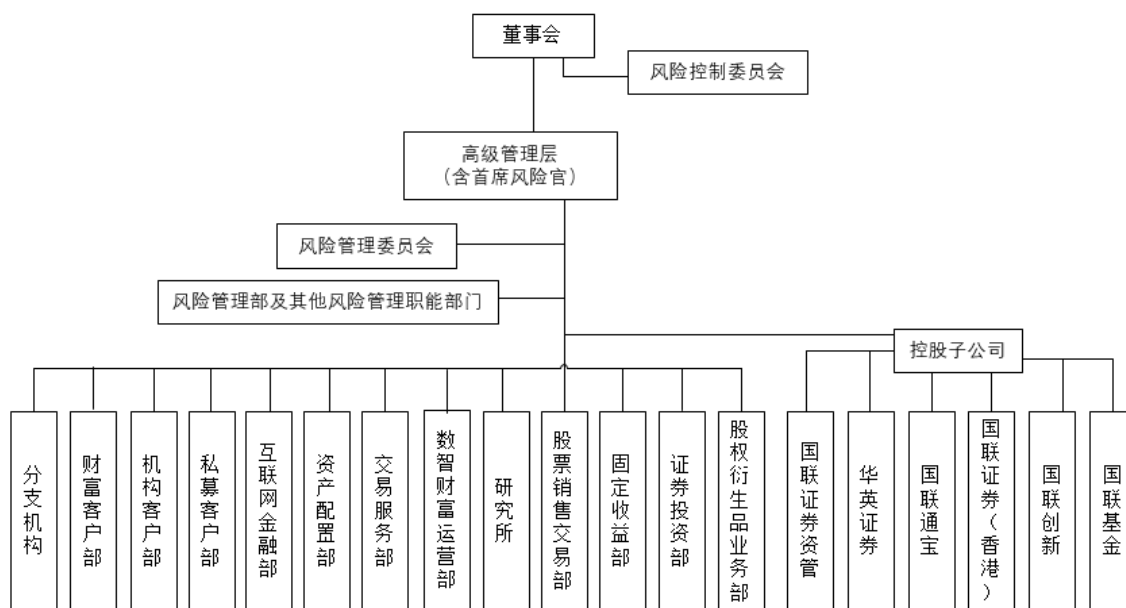 董事会
风险控制委员会
高级管理层
（含首席风险官）
风险管理委员会
风险管理部及其他风险管理职能部门
控股子公司
分支机构
财富客户部
机构客户部
私募客户部
互联网金融部
资产配置部
交易服务部
数智财富运营部
研究所
股票销售交易部
固定收益部
证券投资部
股权衍生品业务部
国联证券资管
华英证券
国联通宝
国联证券（香港）
国联创新
国联基金